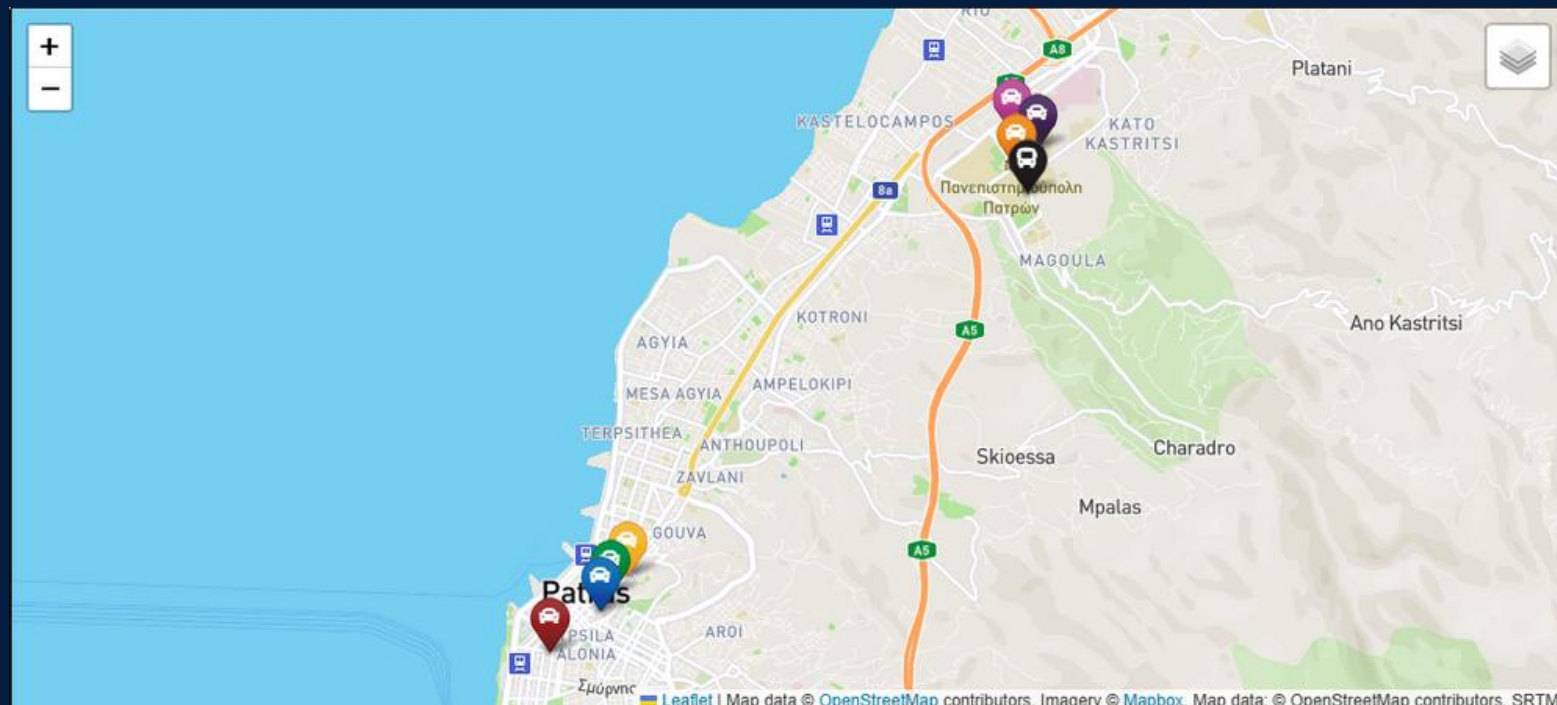 +
−
RIO
A8
Platani
KASTELOCAMPOS
KATO
KASTRITSI
8a
Πανεπιστημιούπολη
Πατρών
MAGOULA
KOTRONI
A5
Ano Kastritsi
AGYIA
MESA AGYIA
AMPELOKIPI
TERPSITHEA
ANTHOUPOLI
Skioessa
Charadro
ZAVLANI
Mpalas
GOUVA
A5
Patras
AROI
PSILA
ALONIA
Σμύρνης
Leaflet | Map data © OpenStreetMap contributors, Imagery © Mapbox, Map data: © OpenStreetMap contributors, SRTM